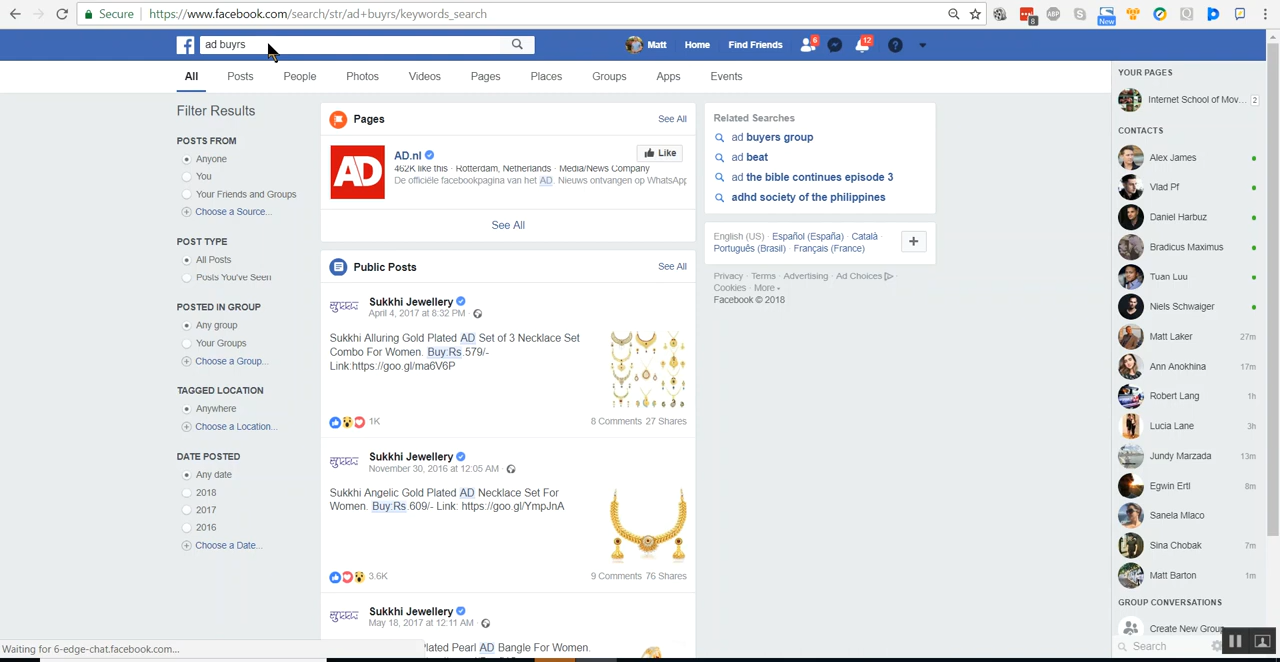 Secure https://www.facebook.com/search/str/ad+buyrs/keywords_search
8
ABP
New
ad buyrs
Matt Home Find Friends 6 12
All Posts People Photos Videos Pages Places Groups Apps Events
Filter Results
POSTS FROM
Anyone
You
Your Friends and Groups
Choose a Source...
POST TYPE
All Posts
Posts You've Seen
POSTED IN GROUP
Any group
Your Groups
Choose a Group...
TAGGED LOCATION
Anywhere
Choose a Location...
DATE POSTED
Any date
2018
2017
2016
Choose a Date...
Pages See All
AD
AD.nl
Like
462K like this · Rotterdam, Netherlands · Media/News Company
De officiële facebookpagina van het AD. Nieuws ontvangen op WhatsApp
See All
Public Posts See All
Sukkhi Jewellery
April 4, 2017 at 8:32 PM ·
Sukkhi Alluring Gold Plated AD Set of 3 Necklace Set
Combo For Women. Buy:Rs.579/-
Link:https://goo.gl/ma6V6P
1K 8 Comments 27 Shares
Sukkhi Jewellery
November 30, 2016 at 12:05 AM ·
Sukkhi Angelic Gold Plated AD Necklace Set For
Women. Buy:Rs.609/- Link: https://goo.gl/YmpJnA
3.6K 9 Comments 76 Shares
Sukkhi Jewellery
May 18, 2017 at 12:11 AM ·
Plated Pearl AD Bangle For Women.
Related Searches
ad buyers group
ad beat
ad the bible continues episode 3
adhd society of the philippines
English (US) · Español (España) · Català ·
Português (Brasil) · Français (France)
Privacy · Terms · Advertising · Ad Choices ·
Cookies · More
Facebook © 2018
YOUR PAGES
Internet School of Mov... 2
CONTACTS
Alex James
Vlad Pf
Daniel Harbuz
Bradicus Maximus
Tuan Luu
Niels Schwaiger
Matt Laker 27m
Ann Anokhina 17m
Robert Lang 1h
Lucia Lane 3h
Jundy Marzada 13m
Egwin Ertl 8m
Sanela Mlaco
Sina Chobak 7m
Matt Barton 1m
GROUP CONVERSATIONS
Create New Group
Search
Waiting for 6-edge-chat.facebook.com...